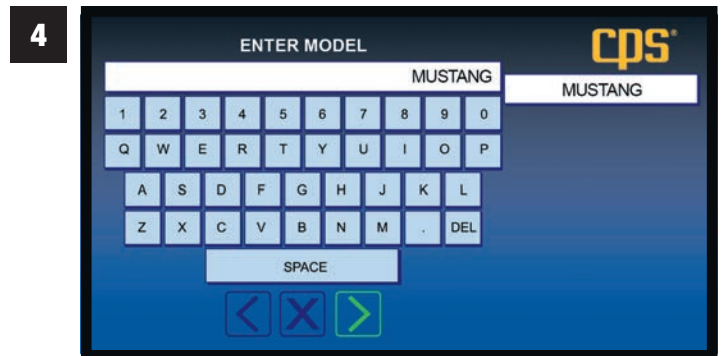 4
ENTER MODEL
cps®
MUSTANG
MUSTANG
1 2 3 4 5 6 7 8 9 0
Q W E R T Y U I O P
A S D F G H J K L
Z X C V B N M . DEL
SPACE
< X >